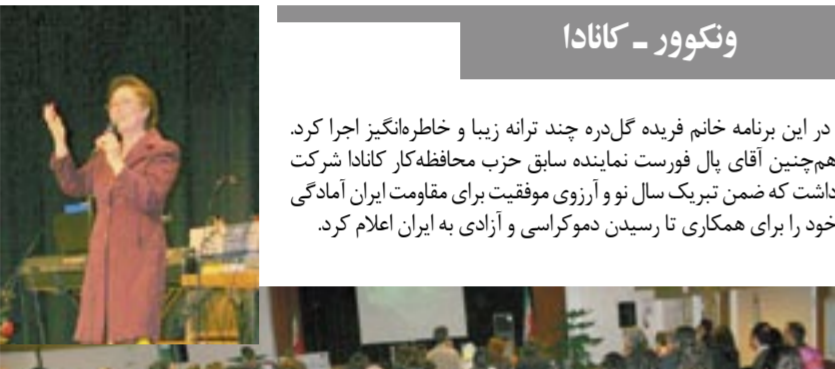 ونکوور ـ کانادا
در این برنامه خانم فریده گل‌دره چند ترانه زیبا و خاطره‌انگیز اجرا کرد.
هم‌چنین آقای پال فورست نماینده سابق حزب محافظه‌کار کانادا شرکت
داشت که ضمن تبریک سال نو و آرزوی موفقیت برای مقاومت ایران آمادگی
خود را برای همکاری تا رسیدن دموکراسی و آزادی به ایران اعلام کرد.